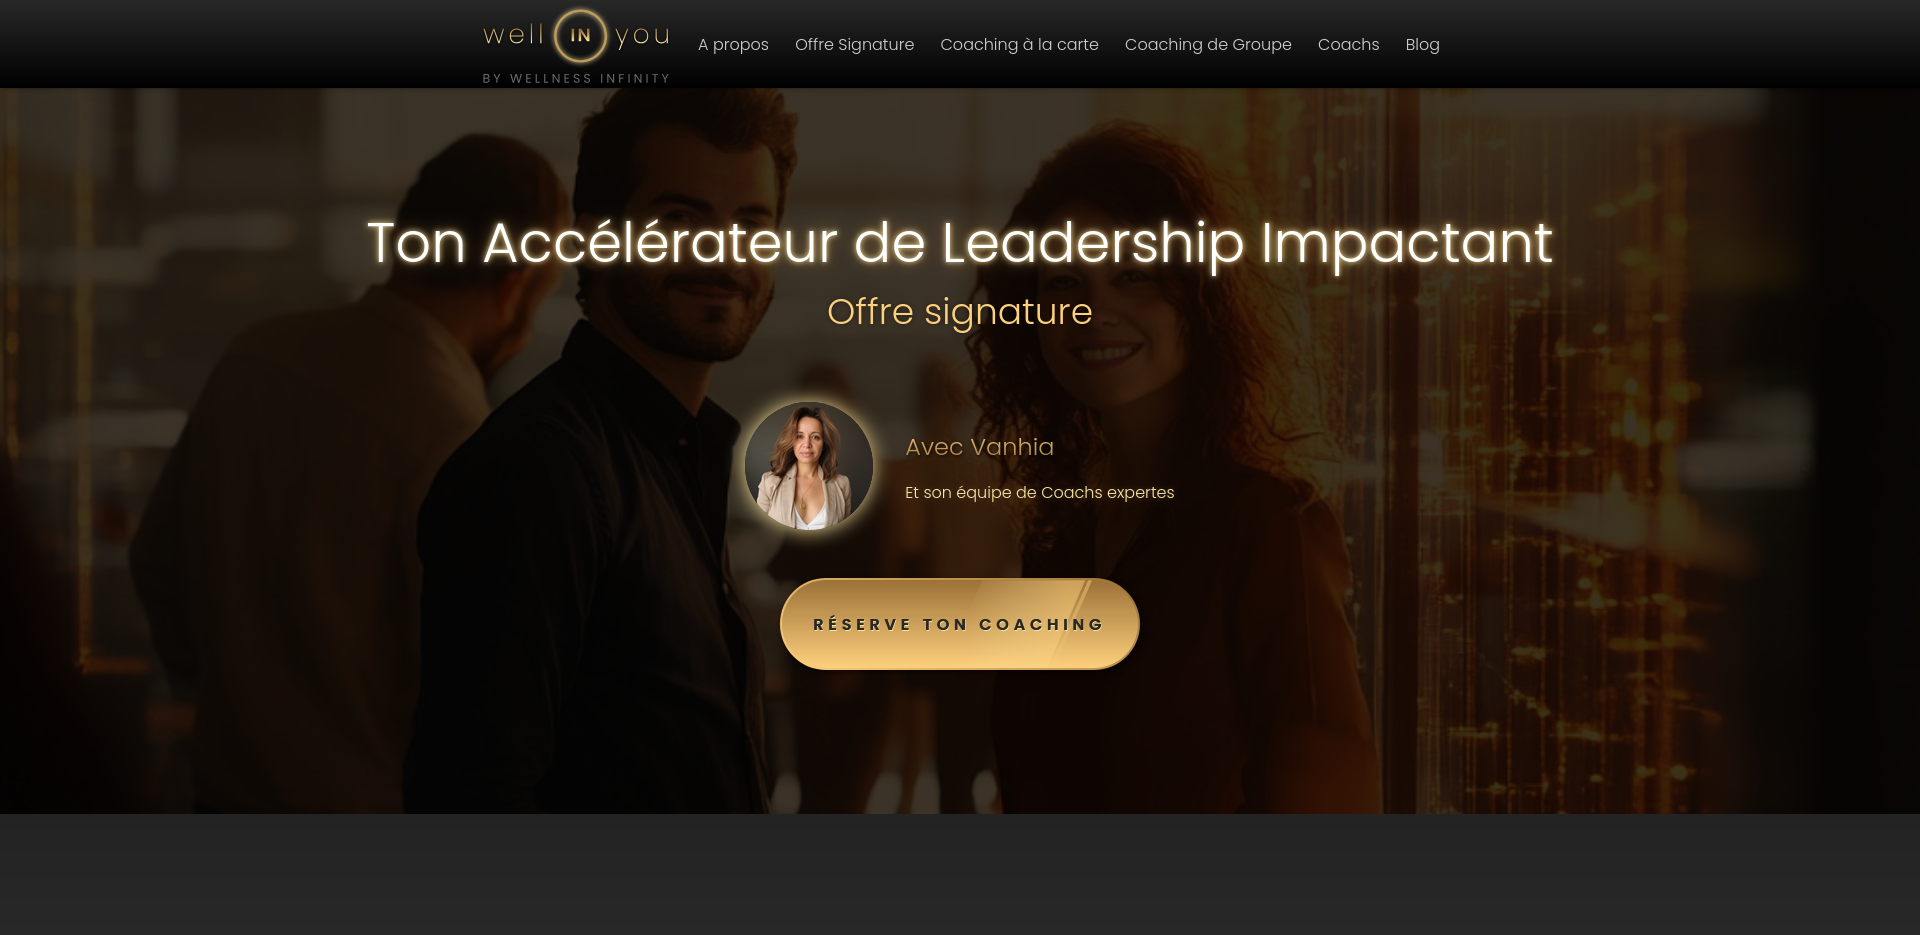 well IN you
BY WELLNESS INFINITY
A propos
Offre Signature
Coaching à la carte
Coaching de Groupe
Coachs
Blog
Ton Accélérateur de Leadership Impactant
Offre signature
Avec Vanhia
Et son équipe de Coachs expertes
RÉSERVE TON COACHING